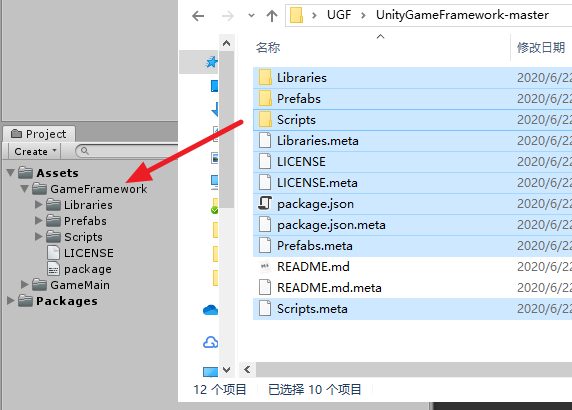 UGF
UnityGameFramework-master
名称
修改日期
Libraries
2020/6/22
Prefabs
2020/6/22
Scripts
2020/6/22
Libraries.meta
2020/6/22
LICENSE
2020/6/22
LICENSE.meta
2020/6/22
package.json
2020/6/22
package.json.meta
2020/6/22
Prefabs.meta
2020/6/22
README.md
2020/6/22
README.md.meta
2020/6/22
Scripts.meta
2020/6/22
12 个项目
已选择 10 个项目
Project
Create
Assets
GameFramework
Libraries
Prefabs
Scripts
LICENSE
package
GameMain
Packages